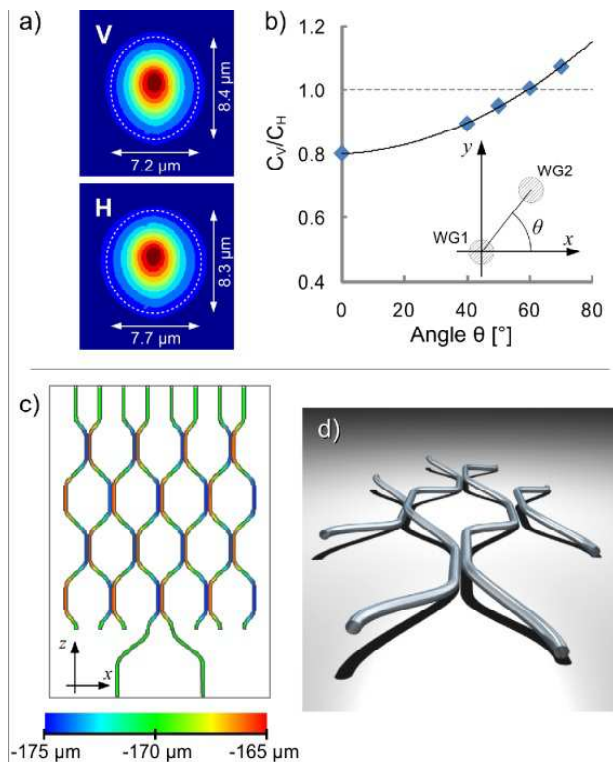 a)
V
8.4 µm
7.2 µm
H
8.3 µm
7.7 µm
b)
C_V/C_H
1.2
1.0
0.8
0.6
0.4
0
20
40
60
80
Angle θ [°]
y
x
WG1
WG2
θ
c)
z
x
-175 µm
-170 µm
-165 µm
d)